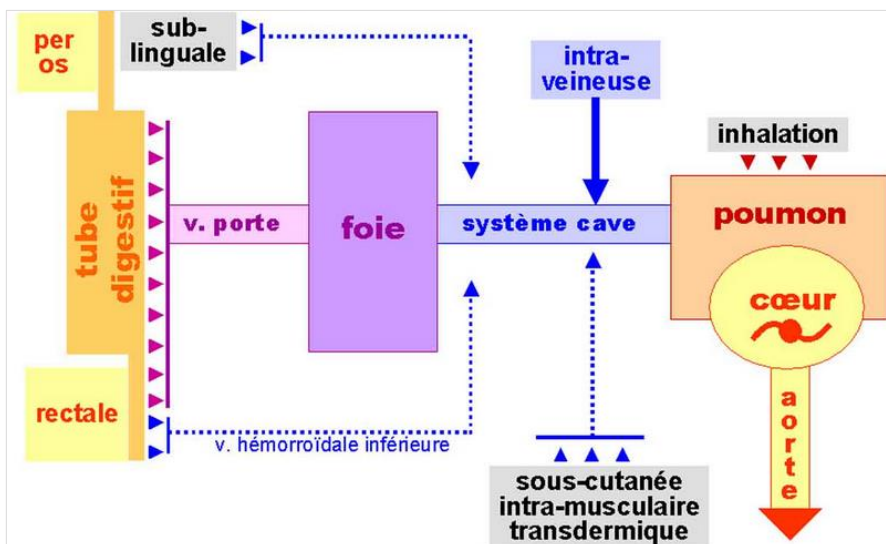 per
os
sub-
linguale
intra-
veineuse
inhalation
tube
digestif
v. porte
foie
système cave
poumon
cœur
rectale
v. hémorroïdale inférieure
sous-cutanée
intra-musculaire
transdermique
aorte